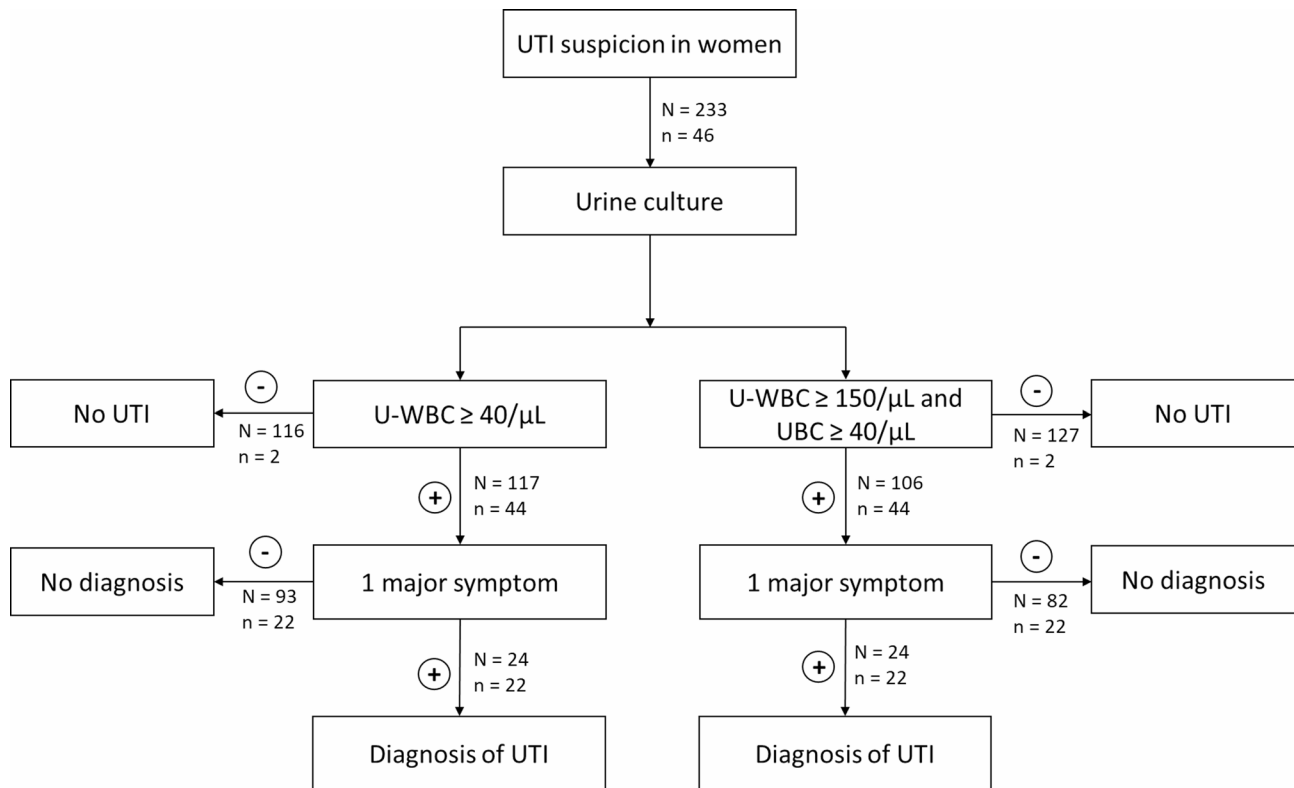 UTI suspicion in women
N = 233
n = 46
Urine culture
-
-
No UTI
U-WBC ≥ 40/µL
U-WBC ≥ 150/µL and
UBC ≥ 40/µL
No UTI
N = 116
n = 2
N = 127
n = 2
+
N = 117
n = 44
+
N = 106
n = 44
-
-
No diagnosis
1 major symptom
1 major symptom
No diagnosis
N = 93
n = 22
N = 82
n = 22
+
N = 24
n = 22
+
N = 24
n = 22
Diagnosis of UTI
Diagnosis of UTI